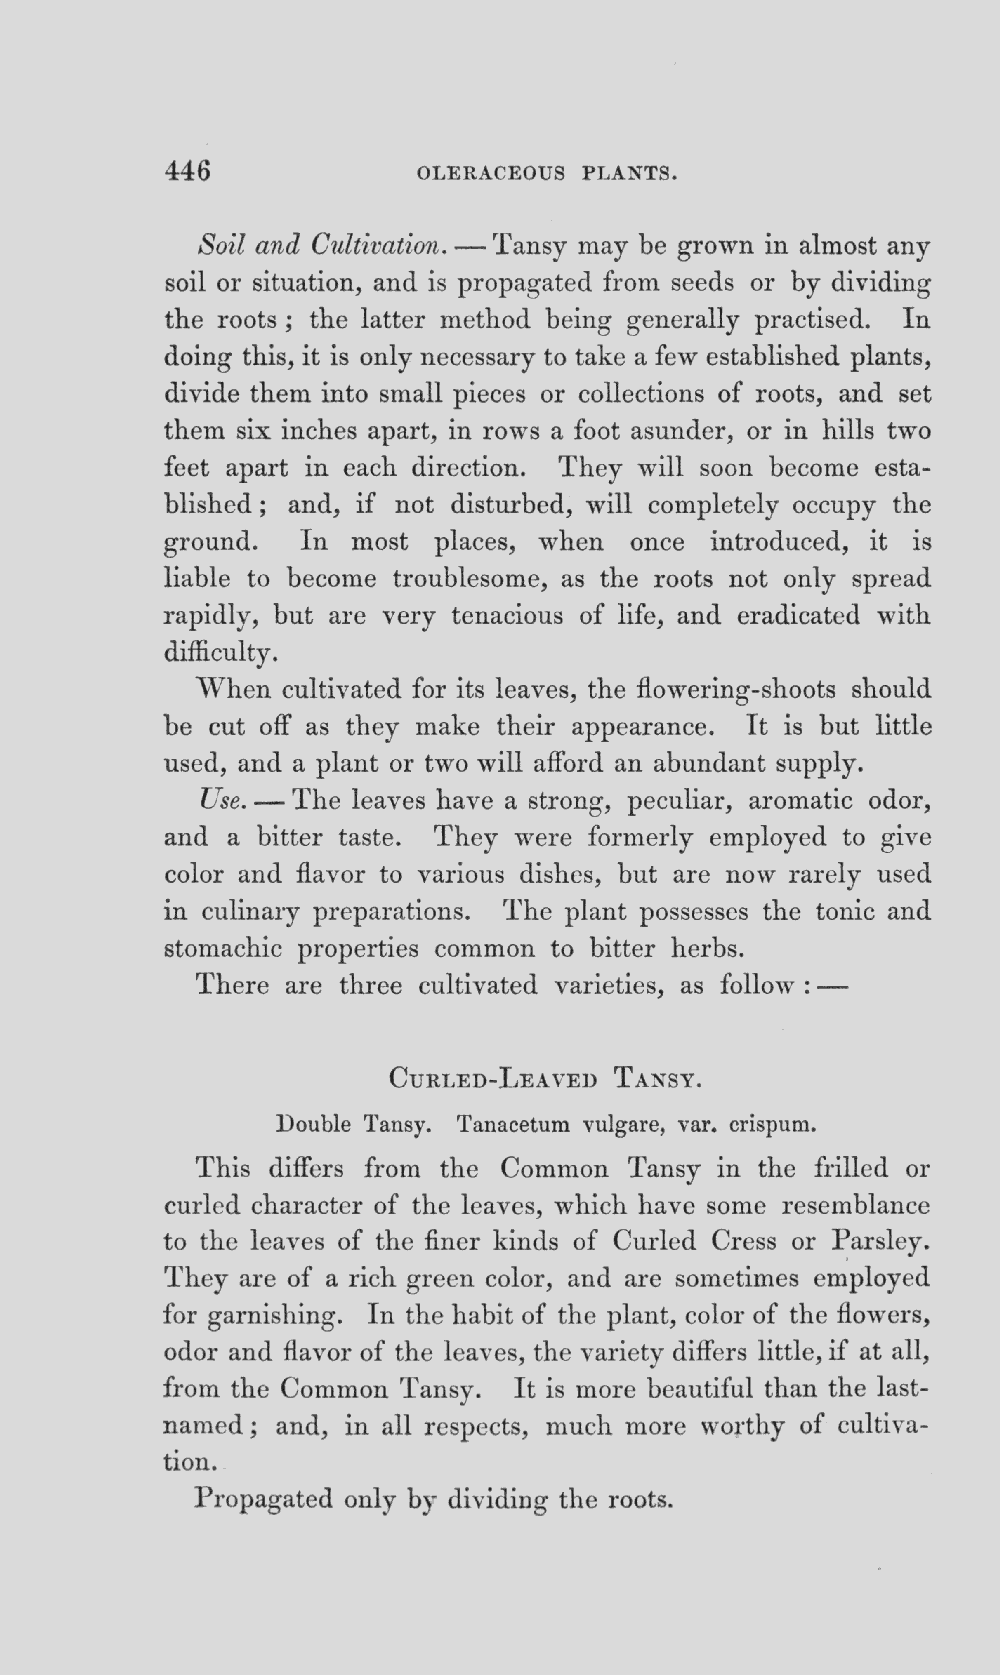 446 OLERACEOUS PLANTS.
Soil and Cultivation. — Tansy may be grown in almost any
soil or situation, and is propagated from seeds or by dividing
the roots ; the latter method being generally practised. In
doing this, it is only necessary to take a few established plants,
divide them into small pieces or collections of roots, and set
them six inches apart, in rows a foot asunder, or in hills two
feet apart in each direction. They will soon become esta-
blished ; and, if not disturbed, will completely occupy the
ground. In most places, when once introduced, it is
liable to become troublesome, as the roots not only spread
rapidly, but are very tenacious of life, and eradicated with
difficulty.
When cultivated for its leaves, the flowering-shoots should
be cut off as they make their appearance. It is but little
used, and a plant or two will afford an abundant supply.
Use. — The leaves have a strong, peculiar, aromatic odor,
and a bitter taste. They were formerly employed to give
color and flavor to various dishes, but are now rarely used
in culinary preparations. The plant possesses the tonic and
stomachic properties common to bitter herbs.
There are three cultivated varieties, as follow : —
CURLED-LEAVED TANSY.
Double Tansy. Tanacetum vulgare, var. crispum.
This differs from the Common Tansy in the frilled or
curled character of the leaves, which have some resemblance
to the leaves of the finer kinds of Curled Cress or Parsley.
They are of a rich green color, and are sometimes employed
for garnishing. In the habit of the plant, color of the flowers,
odor and flavor of the leaves, the variety differs little, if at all,
from the Common Tansy. It is more beautiful than the last-
named ; and, in all respects, much more worthy of cultiva-
tion.
Propagated only by dividing the roots.